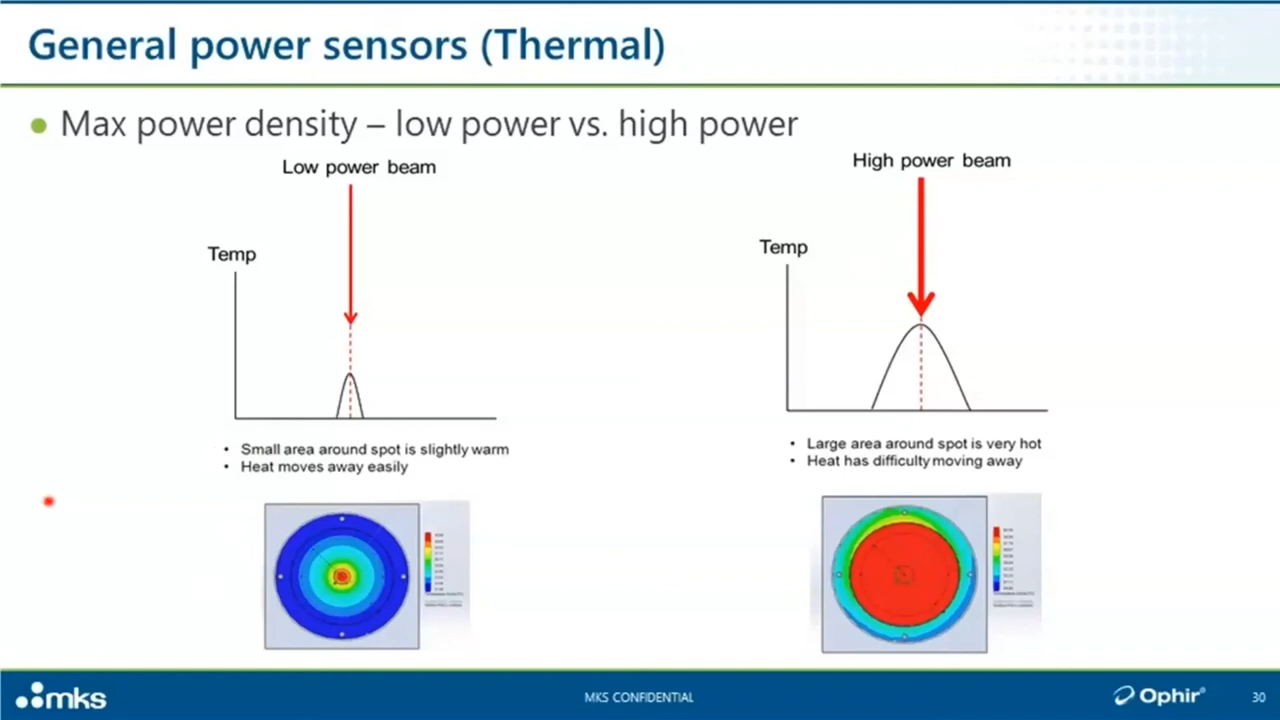 General power sensors (Thermal)
● Max power density – low power vs. high power
Low power beam
Temp
• Small area around spot is slightly warm
• Heat moves away easily
High power beam
Temp
• Large area around spot is very hot
• Heat has difficulty moving away
mks
MKS CONFIDENTIAL
Ophir®
30